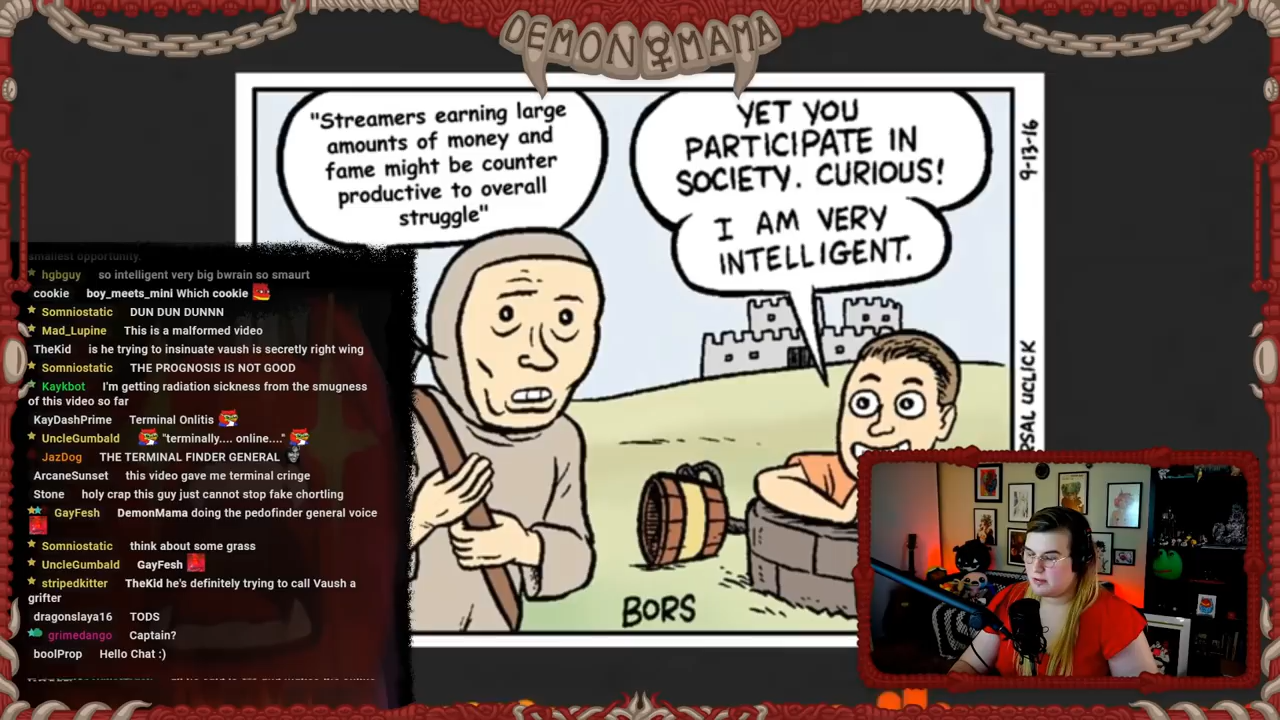 DEMON MAMA
"Streamers earning large
amounts of money and
fame might be counter
productive to overall
struggle"
YET YOU
PARTICIPATE IN
SOCIETY. CURIOUS!
I AM VERY
INTELLIGENT.
9-13-16
UCLICK
BORS
smallest opportunity.
hgbguy so intelligent very big bwrain so smaurt
cookie boy_meets_mini Which cookie
Somniostatic DUN DUN DUNNN
Mad_Lupine This is a malformed video
TheKid is he trying to insinuate vaush is secretly right wing
Somniostatic THE PROGNOSIS IS NOT GOOD
Kaykbot I'm getting radiation sickness from the smugness
of this video so far
KayDashPrime Terminal Onlitis
UncleGumbald "terminally.... online...."
JazDog THE TERMINAL FINDER GENERAL
ArcaneSunset this video gave me terminal cringe
Stone holy crap this guy just cannot stop fake chortling
GayFesh DemonMama doing the pedofinder general voice
Somniostatic think about some grass
UncleGumbald GayFesh
stripedkitter TheKid he's definitely trying to call Vaush a
grifter
dragonslaya16 TODS
grimedango Captain?
boolProp Hello Chat :)